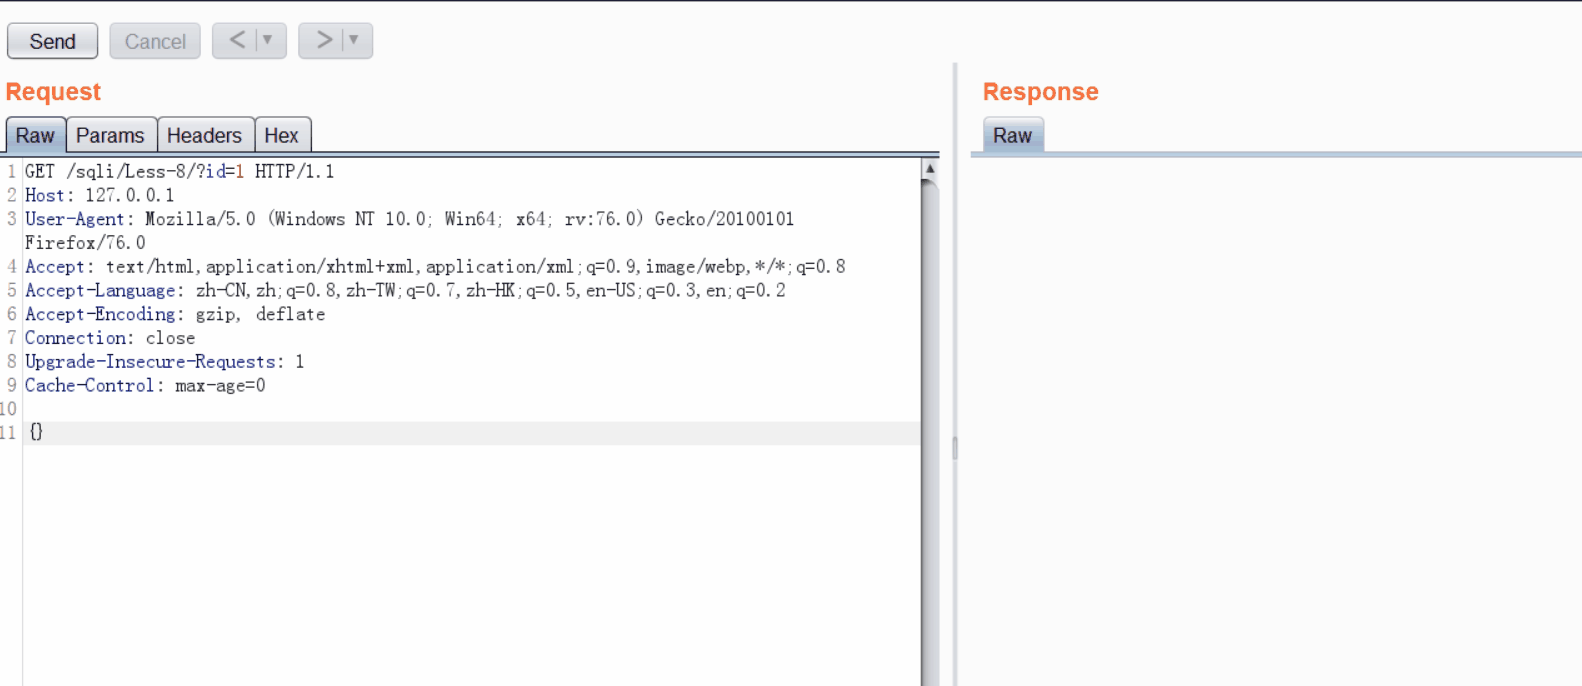 Send Cancel < ▼ > ▼
Request
Response
Raw Params Headers Hex
Raw
1 GET /sqli/Less-8/?id=1 HTTP/1.1
2 Host: 127.0.0.1
3 User-Agent: Mozilla/5.0 (Windows NT 10.0; Win64; x64; rv:76.0) Gecko/20100101
Firefox/76.0
4 Accept: text/html,application/xhtml+xml,application/xml;q=0.9,image/webp,*/*;q=0.8
5 Accept-Language: zh-CN,zh;q=0.8,zh-TW;q=0.7,zh-HK;q=0.5,en-US;q=0.3,en;q=0.2
6 Accept-Encoding: gzip, deflate
7 Connection: close
8 Upgrade-Insecure-Requests: 1
9 Cache-Control: max-age=0
10
11 {}